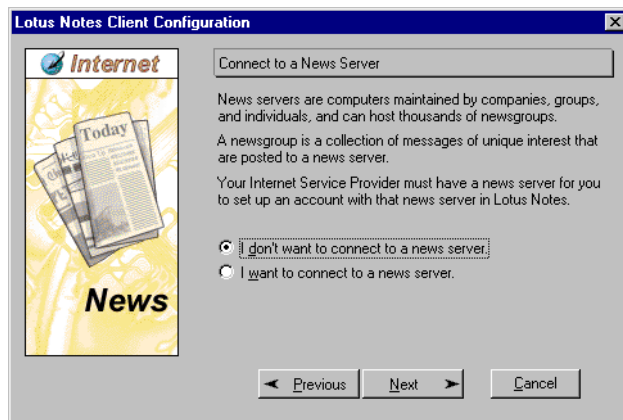 Lotus Notes Client Configuration
Internet
Today
News
Connect to a News Server
News servers are computers maintained by companies, groups,
and individuals, and can host thousands of newsgroups.
A newsgroup is a collection of messages of unique interest that
are posted to a news server.
Your Internet Service Provider must have a news server for you
to set up an account with that news server in Lotus Notes.
I don't want to connect to a news server.
I want to connect to a news server.
Previous
Next
Cancel